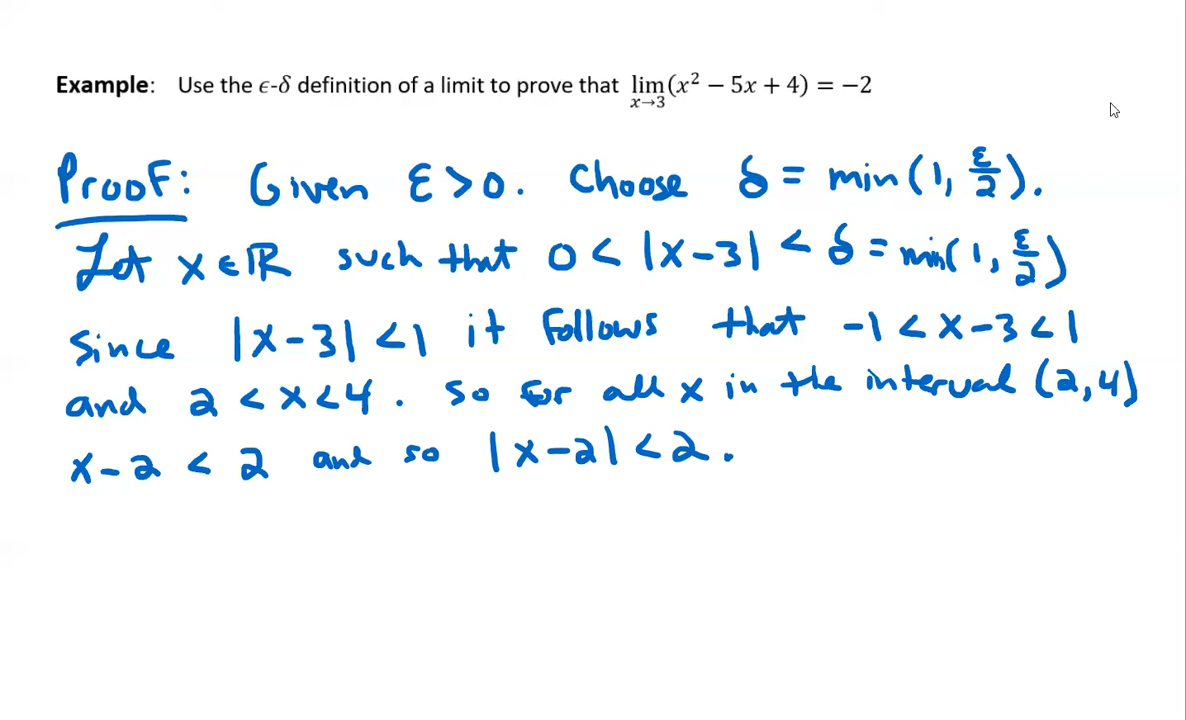 Example: Use the ϵ-δ definition of a limit to prove that lim_{x→3}(x² − 5x + 4) = −2
Proof: Given ε>0. Choose δ = min(1, ε/2).
Let x∈ℝ such that 0 < |x-3| < δ = min(1, ε/2)
Since |x-3| < 1 it follows that -1 < x-3 < 1
and 2 < x < 4. So for all x in the interval (2,4)
x-2 < 2 and so |x-2| < 2.